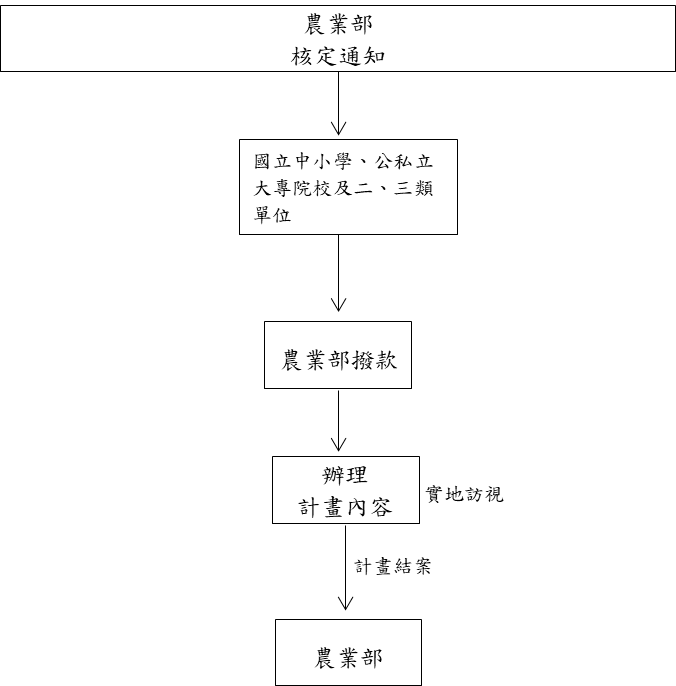 農業部
核定通知
國立中小學、公私立
大專院校及二、三類
單位
農業部撥款
辦理
計畫內容
實地訪視
計畫結案
農業部